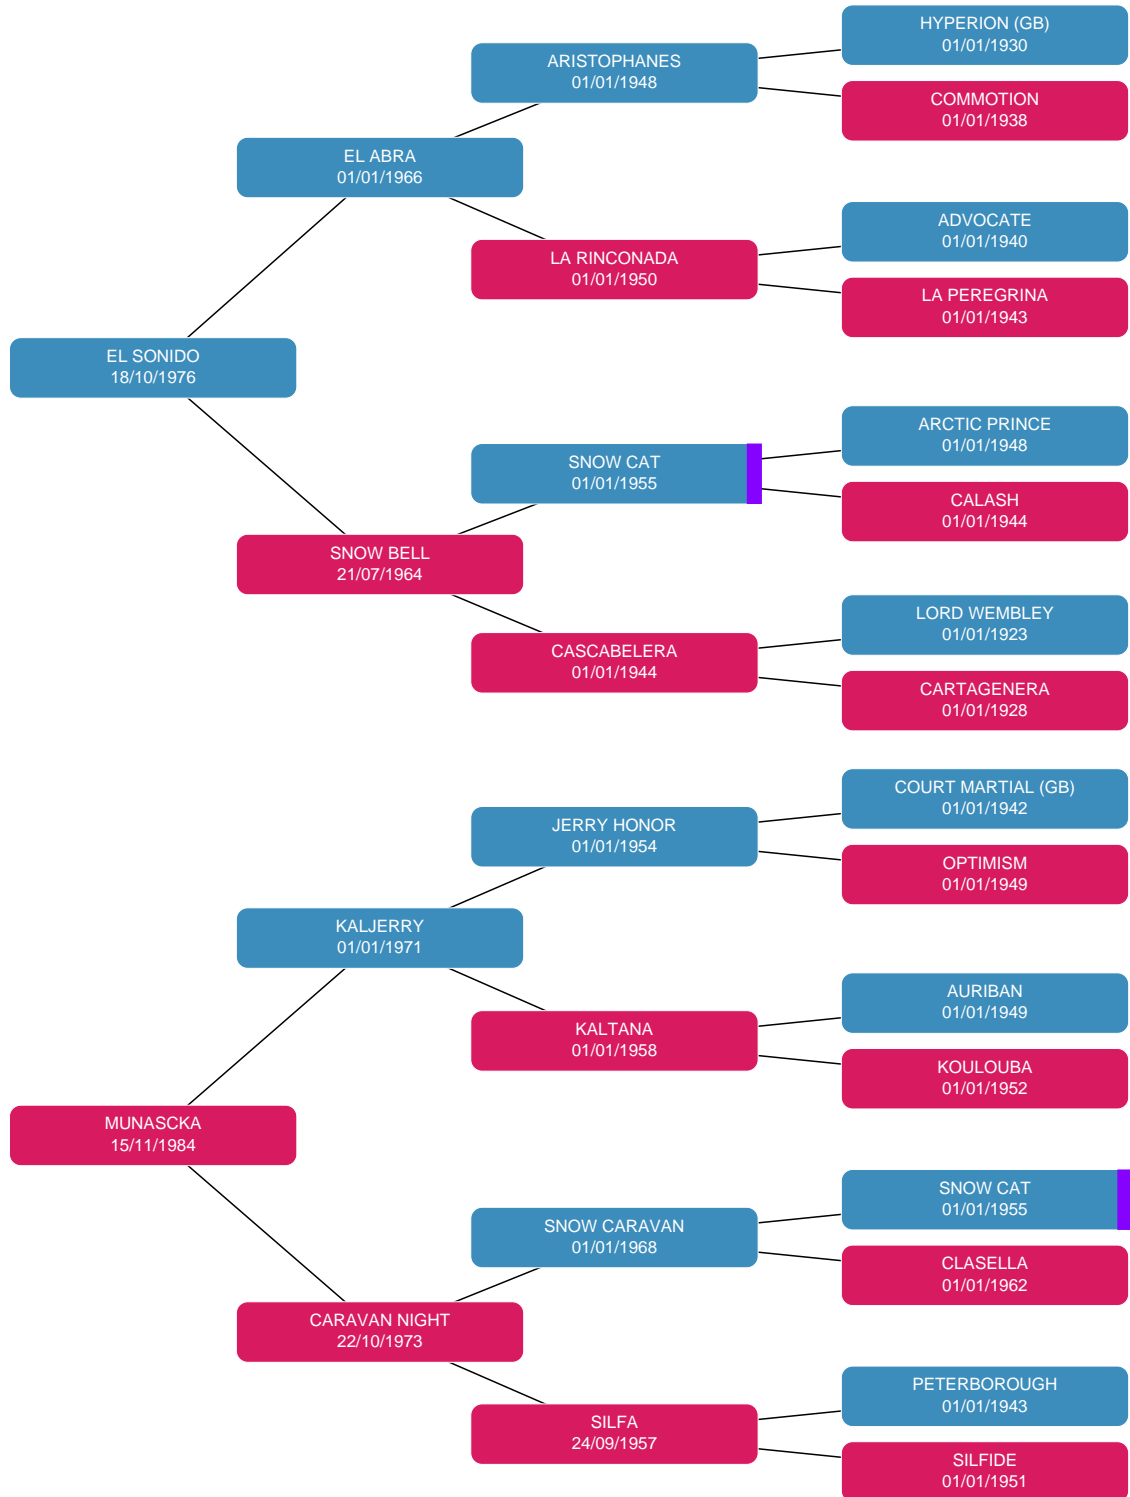 HYPERION (GB)
01/01/1930
ARISTOPHANES
01/01/1948
COMMOTION
01/01/1938
EL ABRA
01/01/1966
ADVOCATE
01/01/1940
LA RINCONADA
01/01/1950
LA PEREGRINA
01/01/1943
EL SONIDO
18/10/1976
ARCTIC PRINCE
01/01/1948
SNOW CAT
01/01/1955
CALASH
01/01/1944
SNOW BELL
21/07/1964
LORD WEMBLEY
01/01/1923
CASCABELERA
01/01/1944
CARTAGENERA
01/01/1928
COURT MARTIAL (GB)
01/01/1942
JERRY HONOR
01/01/1954
OPTIMISM
01/01/1949
KALJERRY
01/01/1971
AURIBAN
01/01/1949
KALTANA
01/01/1958
KOULOUBA
01/01/1952
MUNASCKA
15/11/1984
SNOW CAT
01/01/1955
SNOW CARAVAN
01/01/1968
CLASELLA
01/01/1962
CARAVAN NIGHT
22/10/1973
PETERBOROUGH
01/01/1943
SILFA
24/09/1957
SILFIDE
01/01/1951